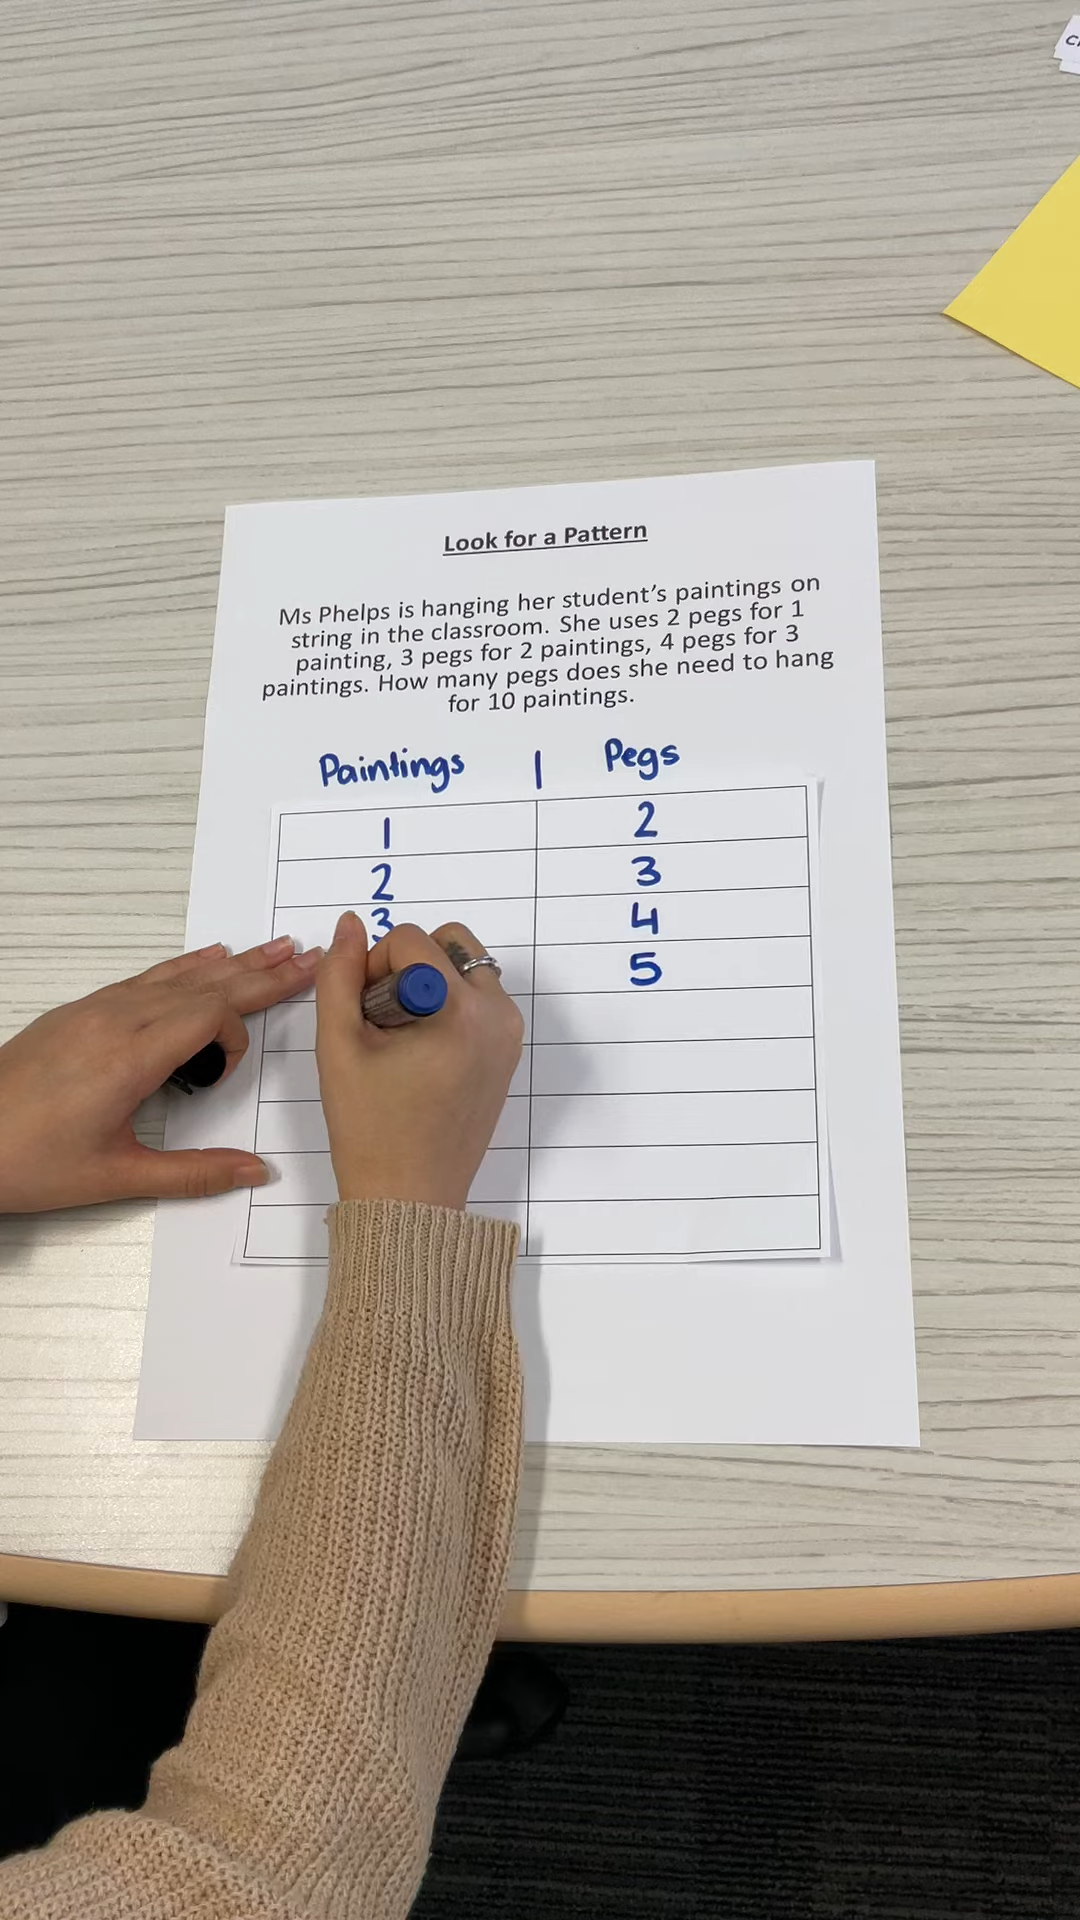 Look for a Pattern
Ms Phelps is hanging her student's paintings on
string in the classroom. She uses 2 pegs for 1
painting, 3 pegs for 2 paintings, 4 pegs for 3
paintings. How many pegs does she need to hang
for 10 paintings.
Paintings | Pegs
1 2
2 3
3 4
5